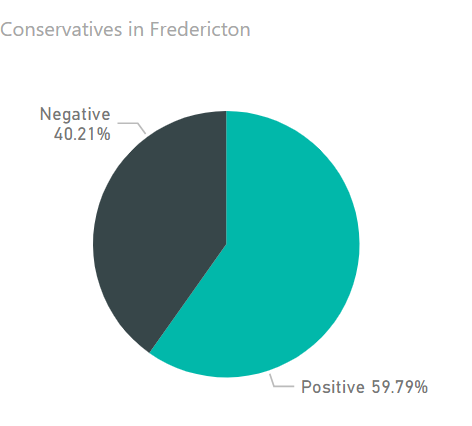 Conservatives in Fredericton
Negative
40.21%
Positive 59.79%